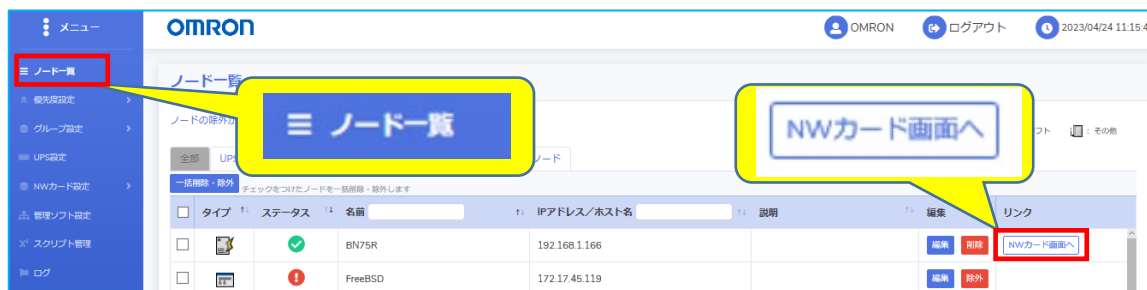 メニュー
OMRON
OMRON
ログアウト
2023/04/24 11:15:4
ノード一覧
ノード一覧
優先度設定
グループ設定
UPS設定
NWカード設定
管理ソフト設定
スクリプト管理
ログ
ノードの除外が
ノード一覧
NWカード画面へ
フト
: その他
全部
UPS
ノード
一括削除・除外
チェックをつけたノードを一括削除・除外します
タイプ ステータス 名前 IPアドレス／ホスト名 説明 編集 リンク
BN75R 192.168.1.166 編集 削除 NWカード画面へ
FreeBSD 172.17.45.119 編集 除外